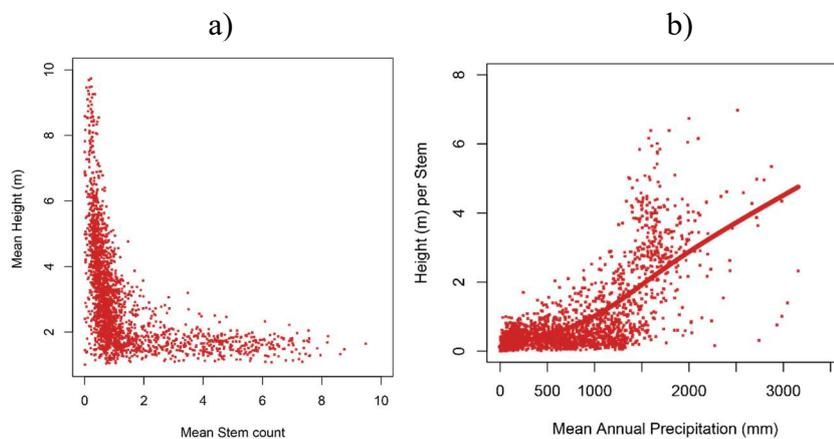 a)
b)
10
8
6
4
2
Mean Height (m)
0 2 4 6 8 10
Mean Stem count
8
6
4
2
0
Height (m) per Stem
0 500 1000 2000 3000
Mean Annual Precipitation (mm)